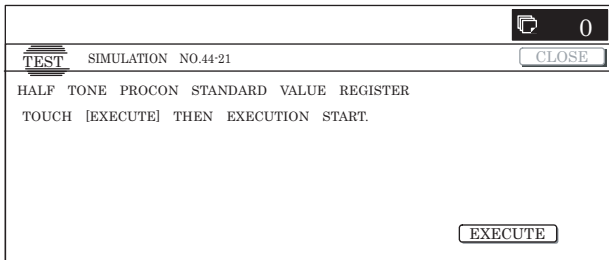 0
TEST SIMULATION NO.44-21 CLOSE
HALF TONE PROCON STANDARD VALUE REGISTER
TOUCH [EXECUTE] THEN EXECUTION START.
EXECUTE